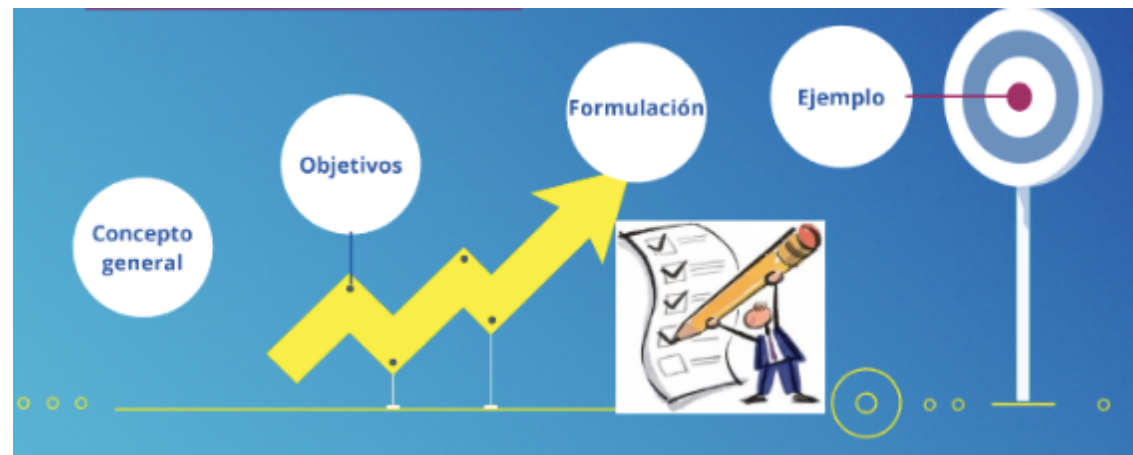 Concepto
general
Objetivos
Formulación
Ejemplo